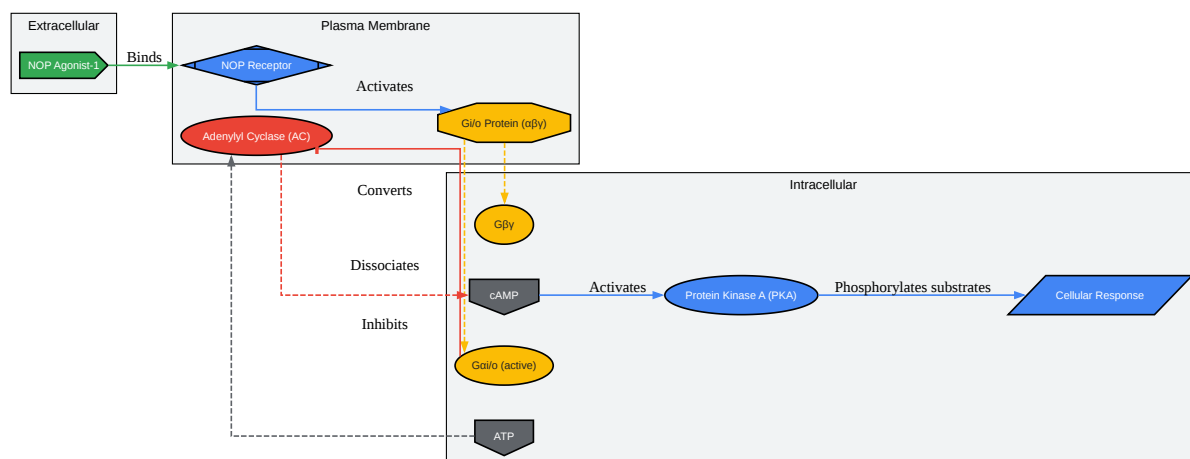 Extracellular
Plasma Membrane
NOP Agonist-1
Binds
NOP Receptor
Activates
Gi/o Protein (αβγ)
Adenylyl Cyclase (AC)
Intracellular
Converts
Gβγ
Dissociates
cAMP
Activates
Protein Kinase A (PKA)
Phosphorylates substrates
Cellular Response
Inhibits
Gαi/o (active)
ATP